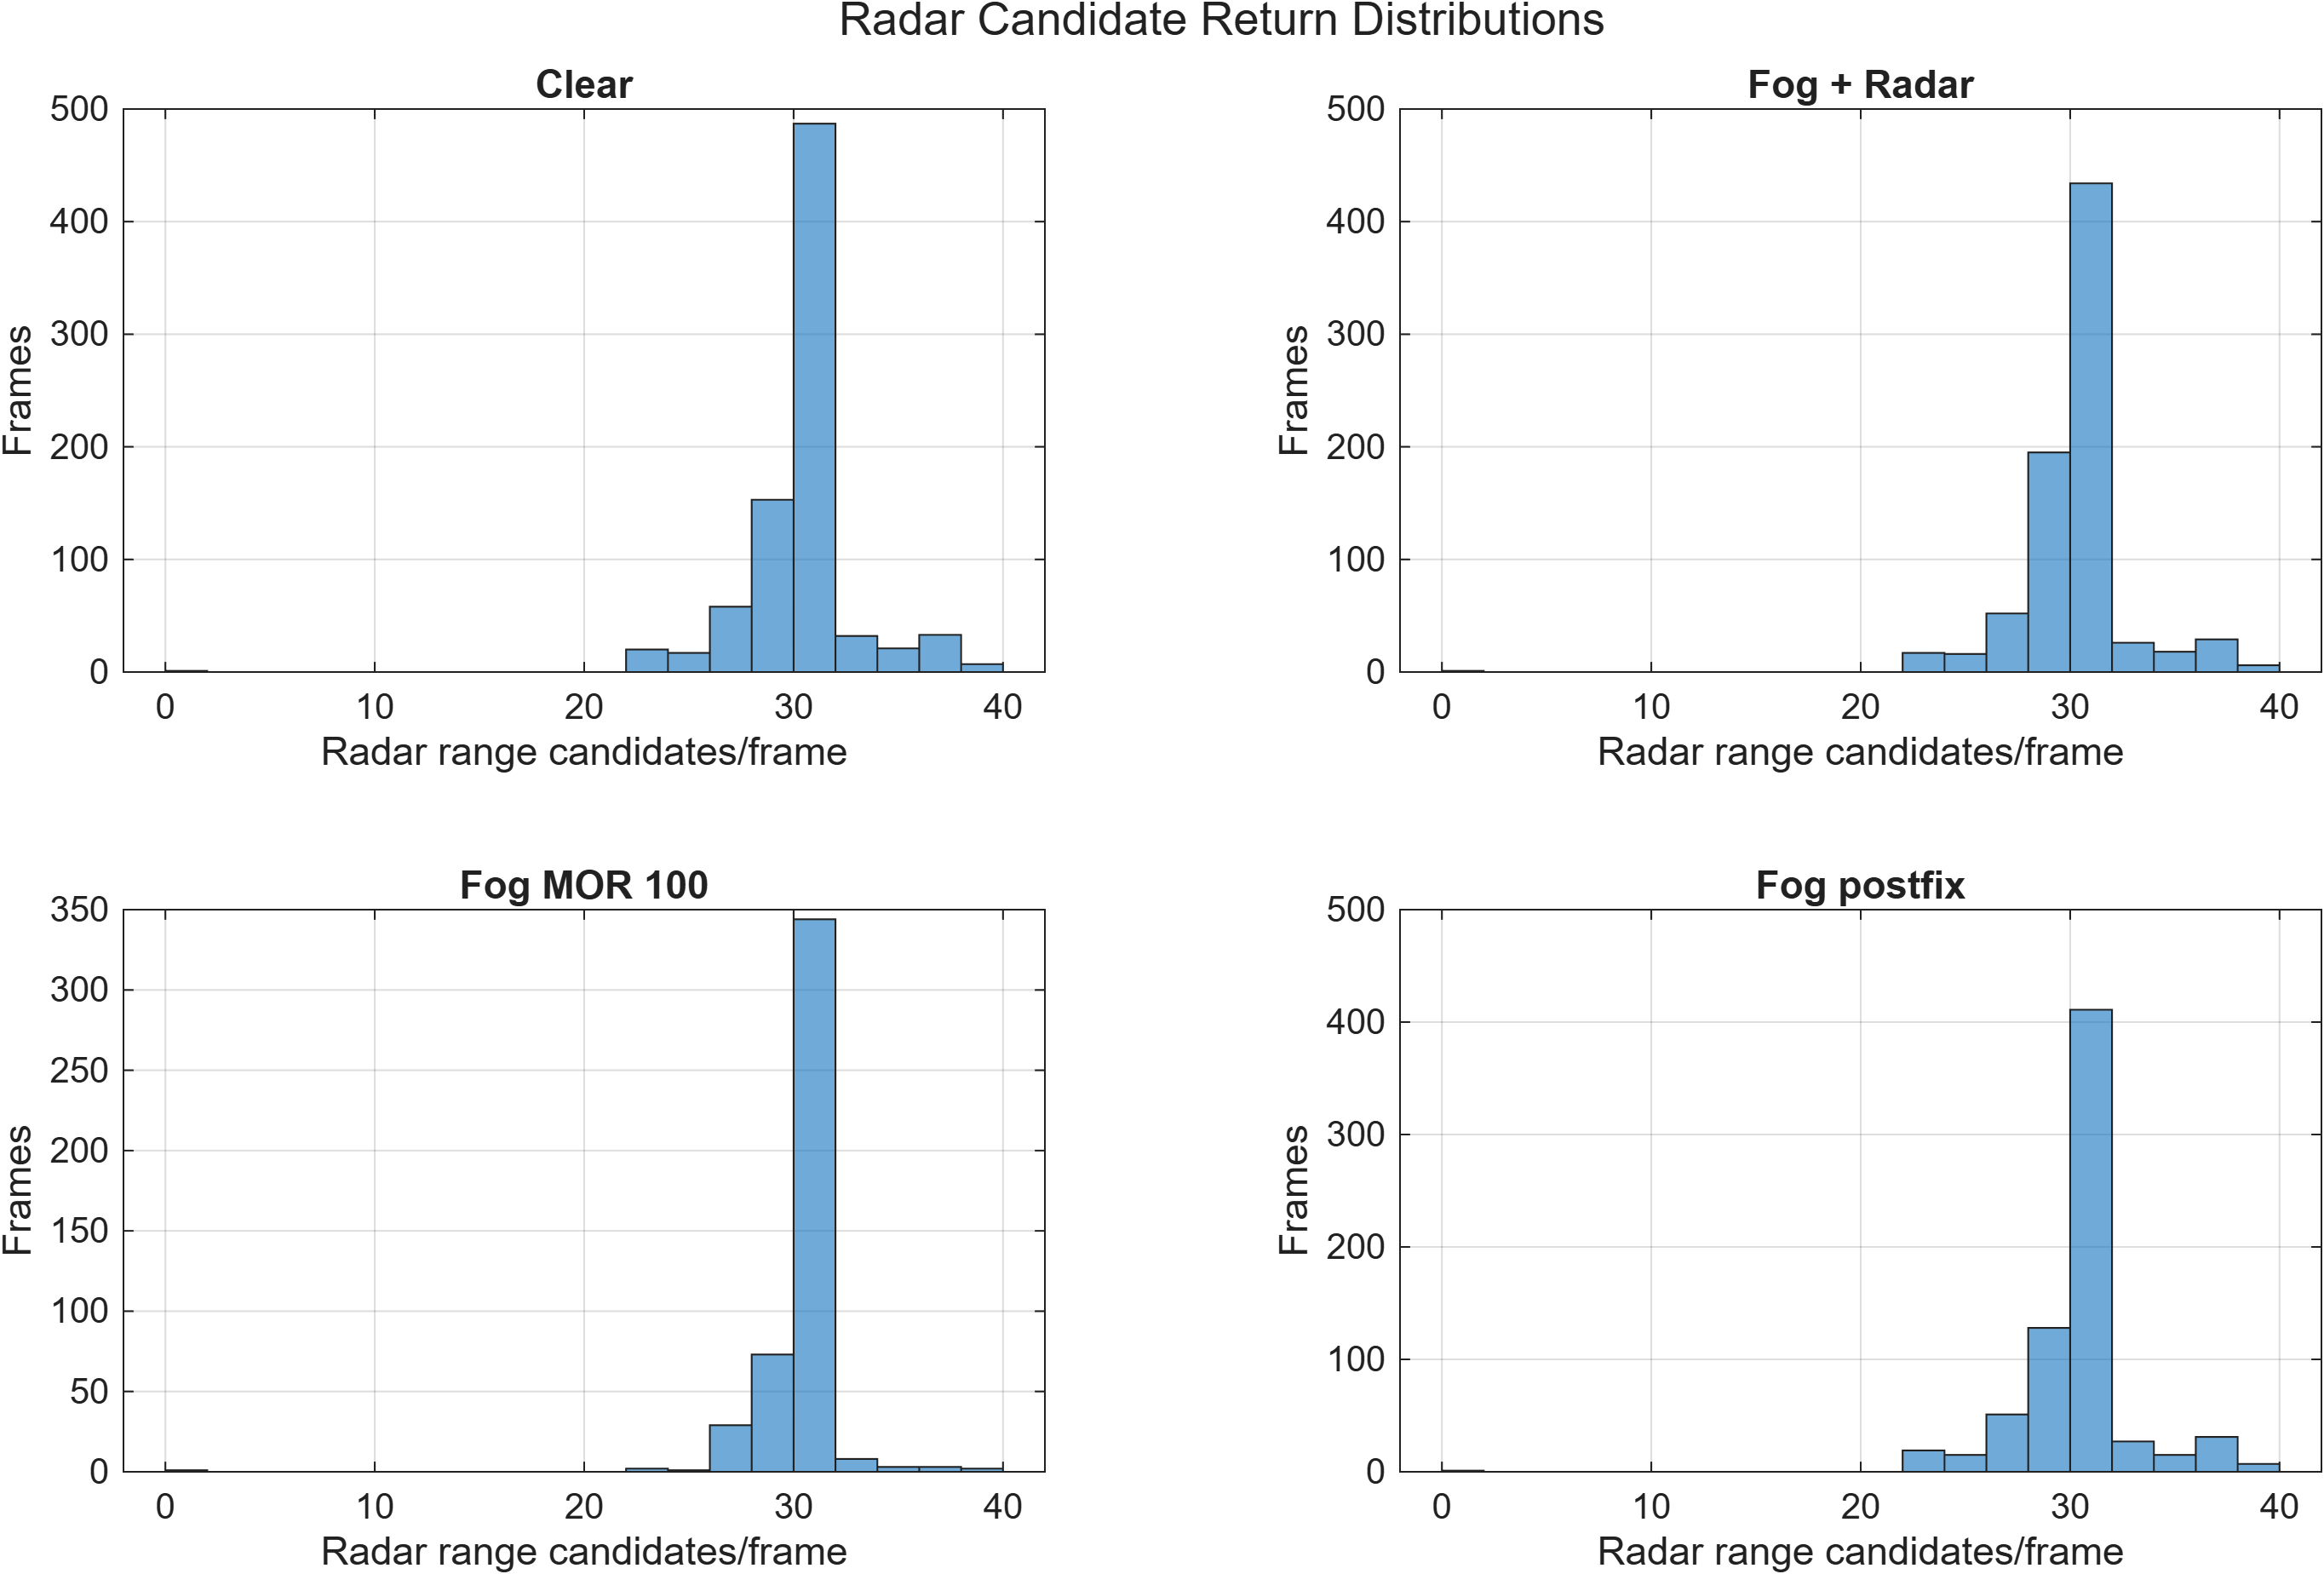 Radar Candidate Return Distributions
Clear
500
400
300
200
100
0
Frames
0 10 20 30 40
Radar range candidates/frame
Fog + Radar
500
400
300
200
100
0
Frames
0 10 20 30 40
Radar range candidates/frame
Fog MOR 100
350
300
250
200
150
100
50
0
Frames
0 10 20 30 40
Radar range candidates/frame
Fog postfix
500
400
300
200
100
0
Frames
0 10 20 30 40
Radar range candidates/frame